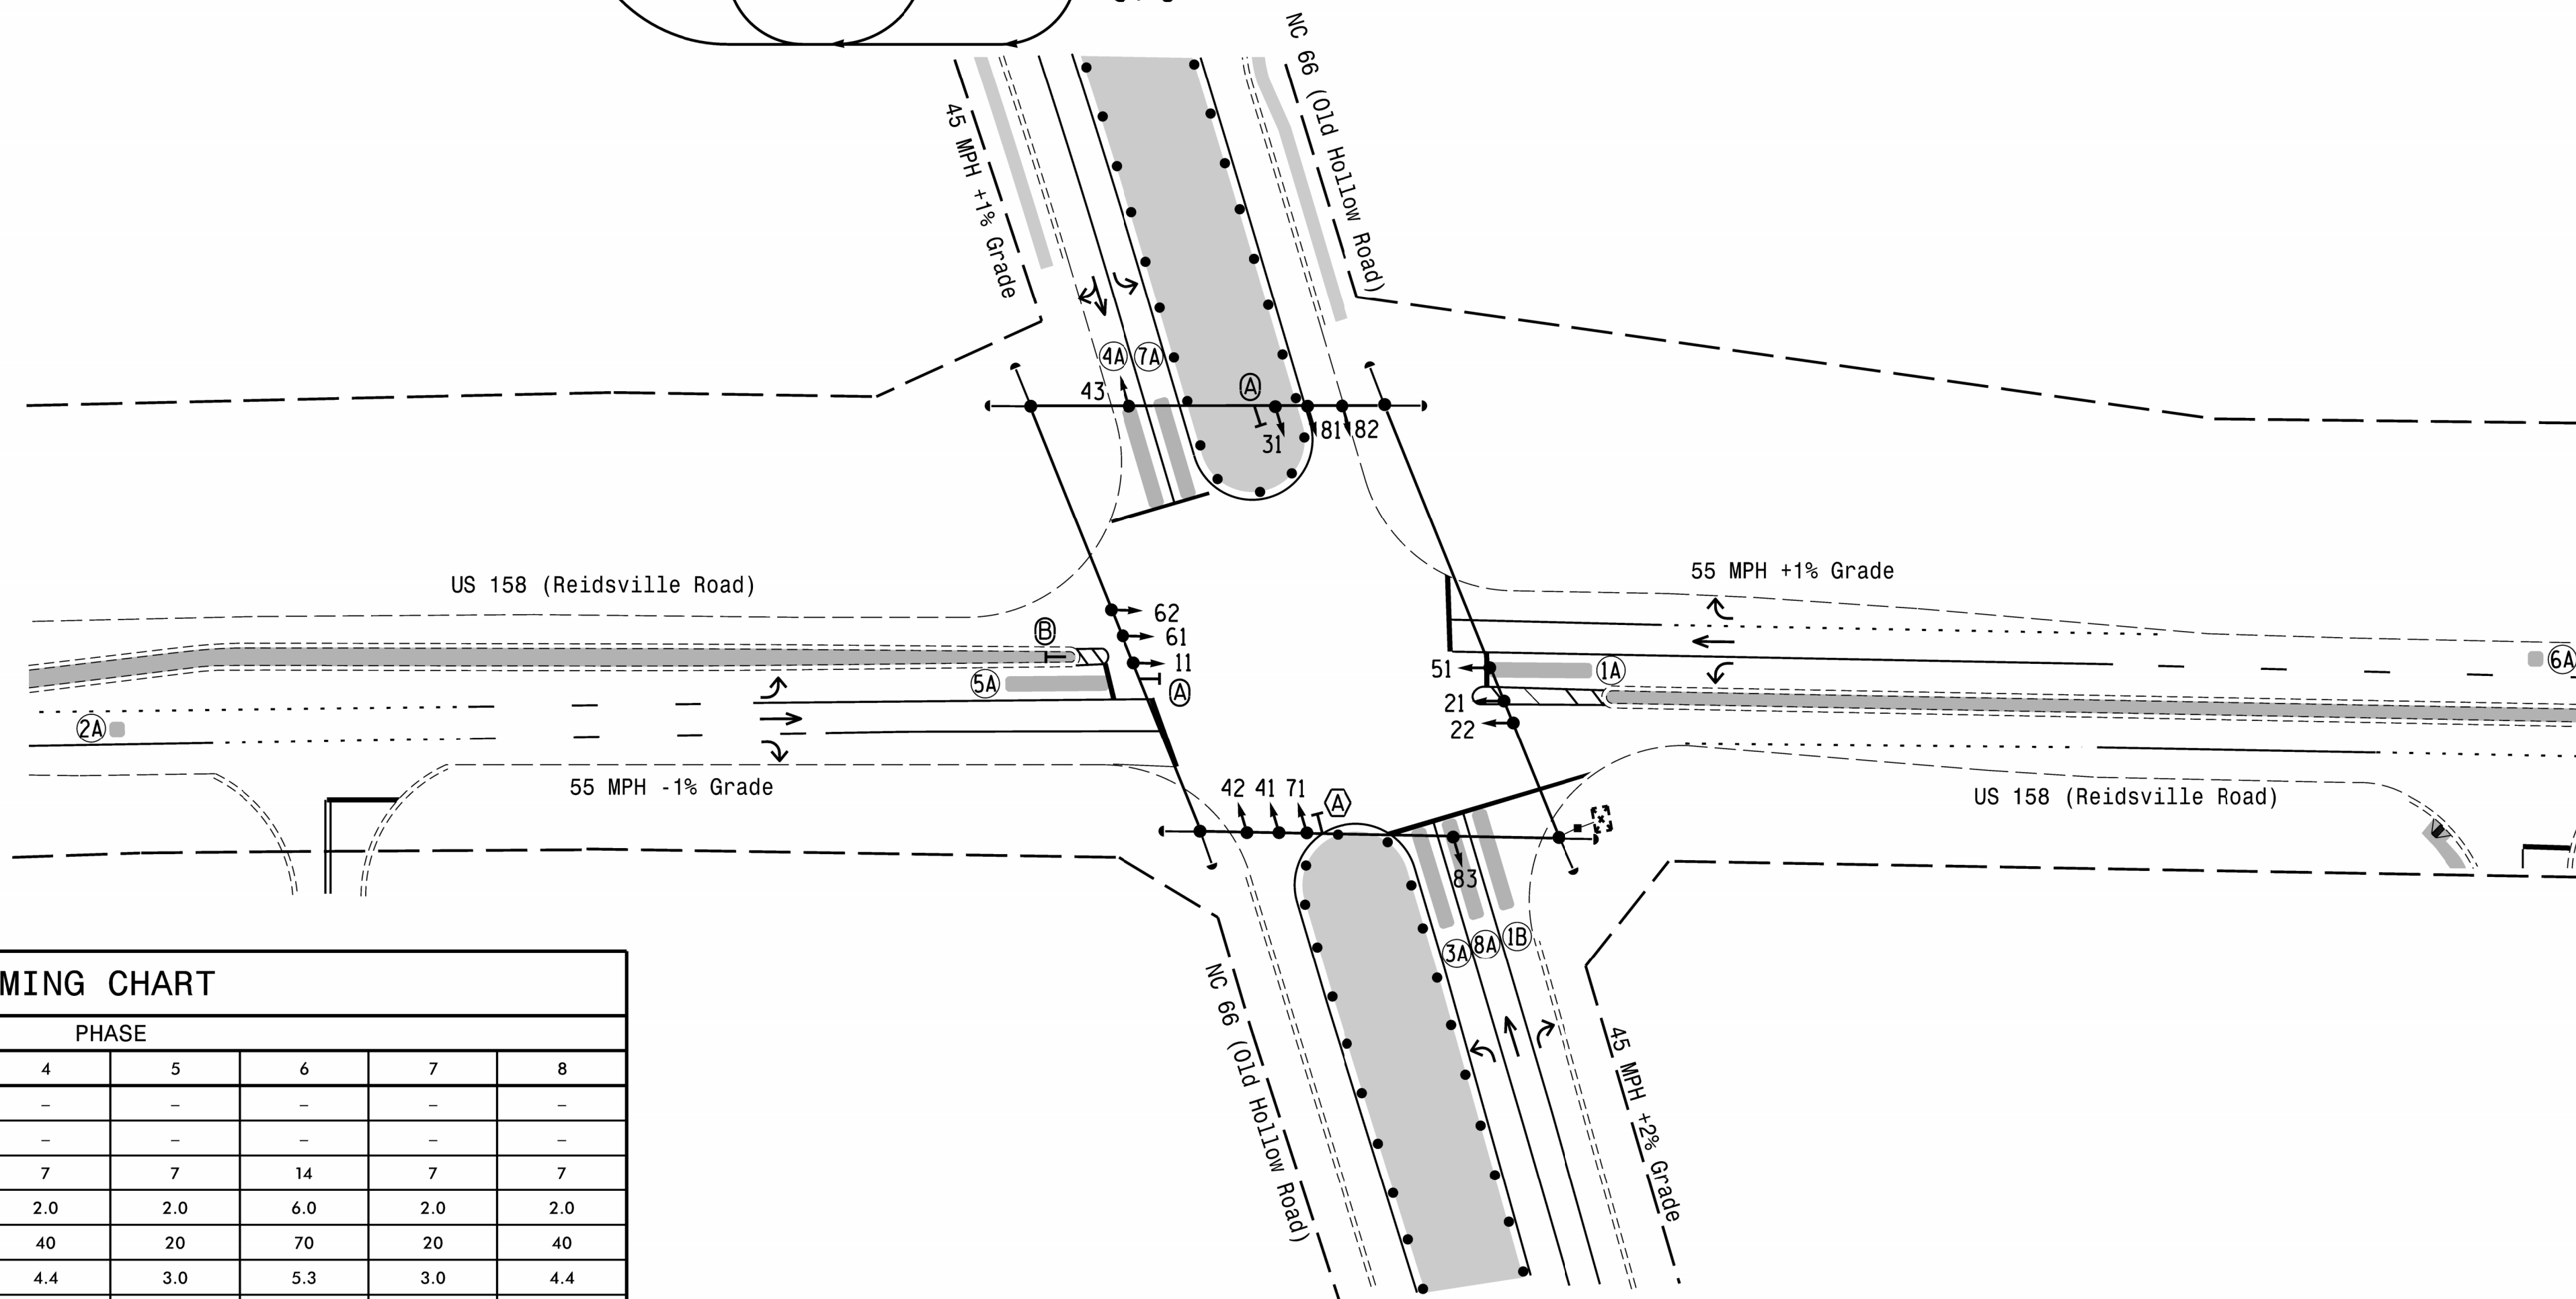 NC 66 (Old Hollow Road)
45 MPH +1% Grade
4A 7A
43
A
31
81 82
US 158 (Reidsville Road)
55 MPH +1% Grade
62
61
11
A
B
5A
2A
51
21
22
1A
6A
55 MPH -1% Grade
US 158 (Reidsville Road)
42 41 71
A
83
3A 8A 1B
NC 66 (Old Hollow Road)
45 MPH +2% Grade
MING CHART
PHASE
4 5 6 7 8
– – – – –
– – – – –
7 7 14 7 7
2.0 2.0 6.0 2.0 2.0
40 20 70 20 40
4.4 3.0 5.3 3.0 4.4